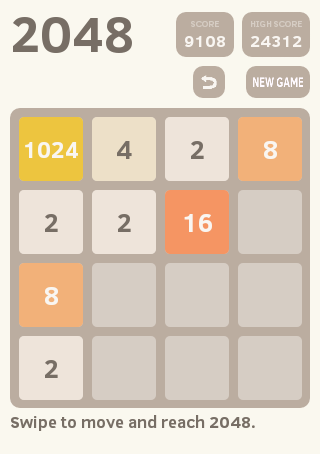 2048
SCORE
9108
HIGH SCORE
24312
NEW GAME
1024 4 2 8
2 2 16
8
2
Swipe to move and reach 2048.